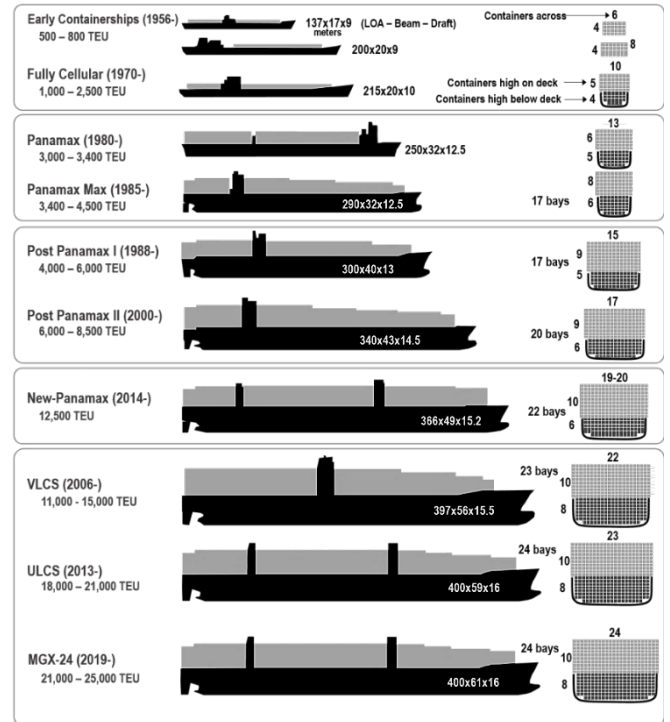 Early Containerships (1956-)
500 – 800 TEU
137x17x9 (LOA – Beam – Draft)
meters
200x20x9
Containers across
6
4
4
8
Fully Cellular (1970-)
1,000 – 2,500 TEU
215x20x10
10
Containers high on deck
5
Containers high below deck
4
Panamax (1980-)
3,000 – 3,400 TEU
250x32x12.5
13
6
5
Panamax Max (1985-)
3,400 – 4,500 TEU
290x32x12.5
17 bays
8
6
Post Panamax I (1988-)
4,000 – 6,000 TEU
300x40x13
17 bays
15
9
5
Post Panamax II (2000-)
6,000 – 8,500 TEU
340x43x14.5
20 bays
17
9
6
New-Panamax (2014-)
12,500 TEU
366x49x15.2
22 bays
19-20
10
6
VLCS (2006-)
11,000 - 15,000 TEU
397x56x15.5
23 bays
22
10
8
ULCS (2013-)
18,000 – 21,000 TEU
400x59x16
24 bays
23
10
8
MGX-24 (2019-)
21,000 – 25,000 TEU
400x61x16
24 bays
24
10
8